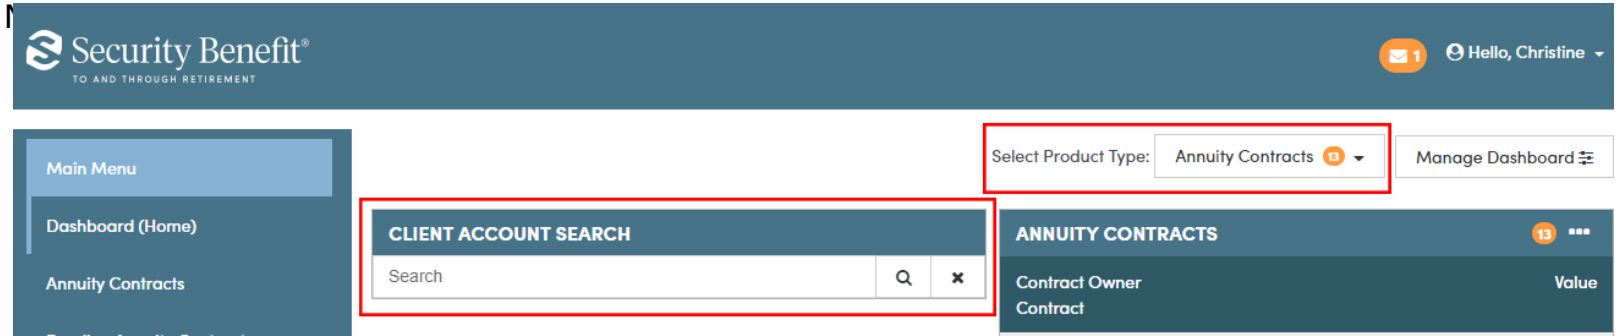 Security Benefit®
TO AND THROUGH RETIREMENT
1
Hello, Christine
Main Menu
Dashboard (Home)
Annuity Contracts
Select Product Type:
Annuity Contracts 13
Manage Dashboard
CLIENT ACCOUNT SEARCH
Search
ANNUITY CONTRACTS 13
Contract Owner Value
Contract